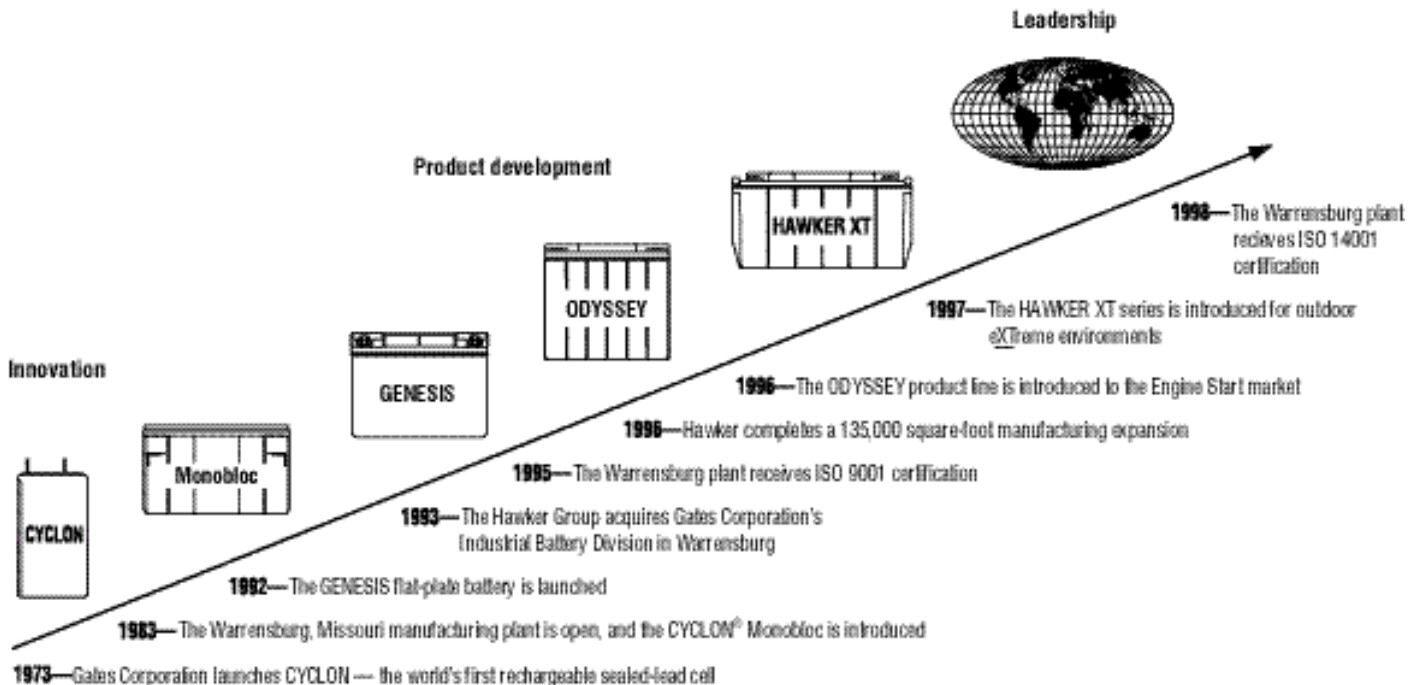 Leadership
Product development
HAWKER XT
1998—The Warrensburg plant
recieves ISO 14001
certification
ODYSSEY
1997—The HAWKER XT series is introduced for outdoor
eXTreme environments
Innovation
GENESIS
1996—The ODYSSEY product line is introduced to the Engine Start market
1996—Hawker completes a 135,000 square-foot manufacturing expansion
Monobloc
1995—The Warrensburg plant receives ISO 9001 certification
CYCLON
1993—The Hawker Group acquires Gates Corporation's
Industrial Battery Division in Warrensburg
1992—The GENESIS flat-plate battery is launched
1983—The Warrensburg, Missouri manufacturing plant is open, and the CYCLON® Monobloc is introduced
1973—Gates Corporation launches CYCLON — the world's first rechargeable sealed-lead cell